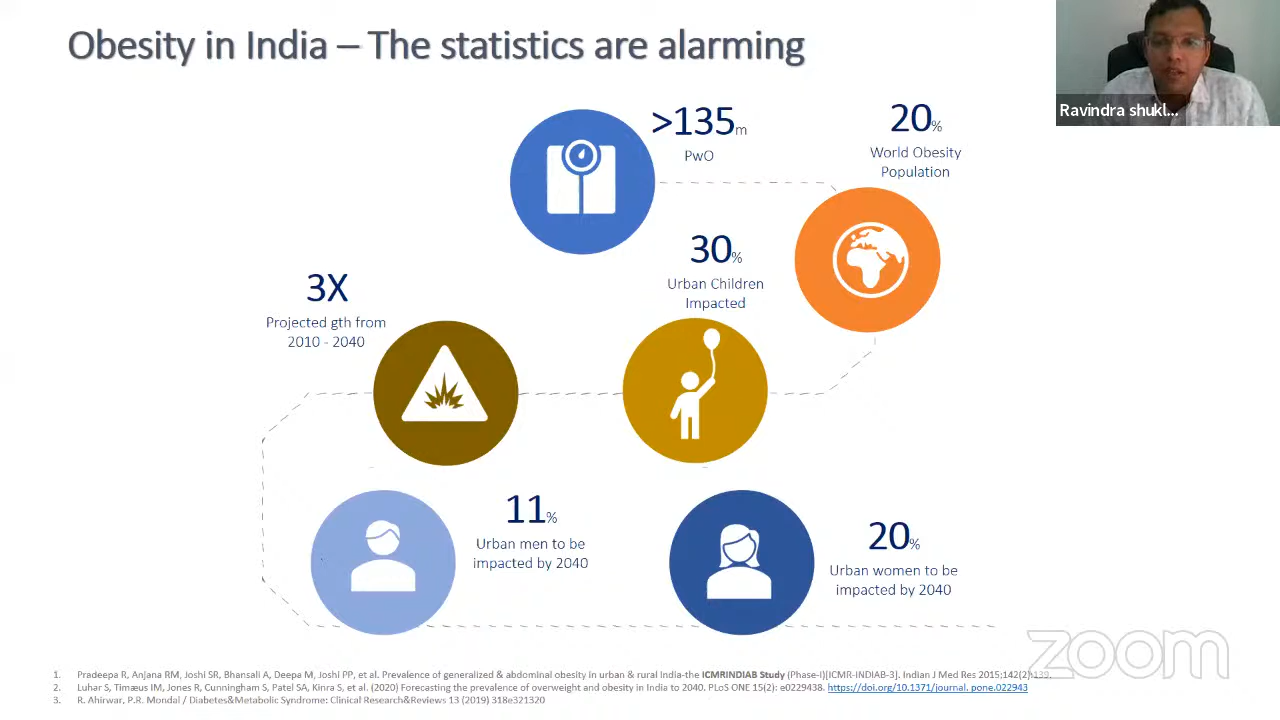 Obesity in India – The statistics are alarming
Ravindra shukl...
>135m
PwO
20%
World Obesity
Population
30%
Urban Children
Impacted
3X
Projected gth from
2010 - 2040
11%
Urban men to be
impacted by 2040
20%
Urban women to be
impacted by 2040
zoom
1. Pradeepa R, Anjana RM, Joshi SR, Bhansali A, Deepa M, Joshi PP, et al. Prevalence of generalized & abdominal obesity in urban & rural India-the ICMRINDIAB Study (Phase-I)[ICMR-INDIAB-3]. Indian J Med Res 2015;142(2):139,
2. Luhar S, Timæus IM, Jones R, Cunningham S, Patel SA, Kinra S, et al. (2020) Forecasting the prevalence of overweight and obesity in India to 2040. PLoS ONE 15(2): e0229438. https://doi.org/10.1371/journal. pone.022943
3. R. Ahirwar, P.R. Mondal / Diabetes&Metabolic Syndrome: Clinical Research&Reviews 13 (2019) 318e321320